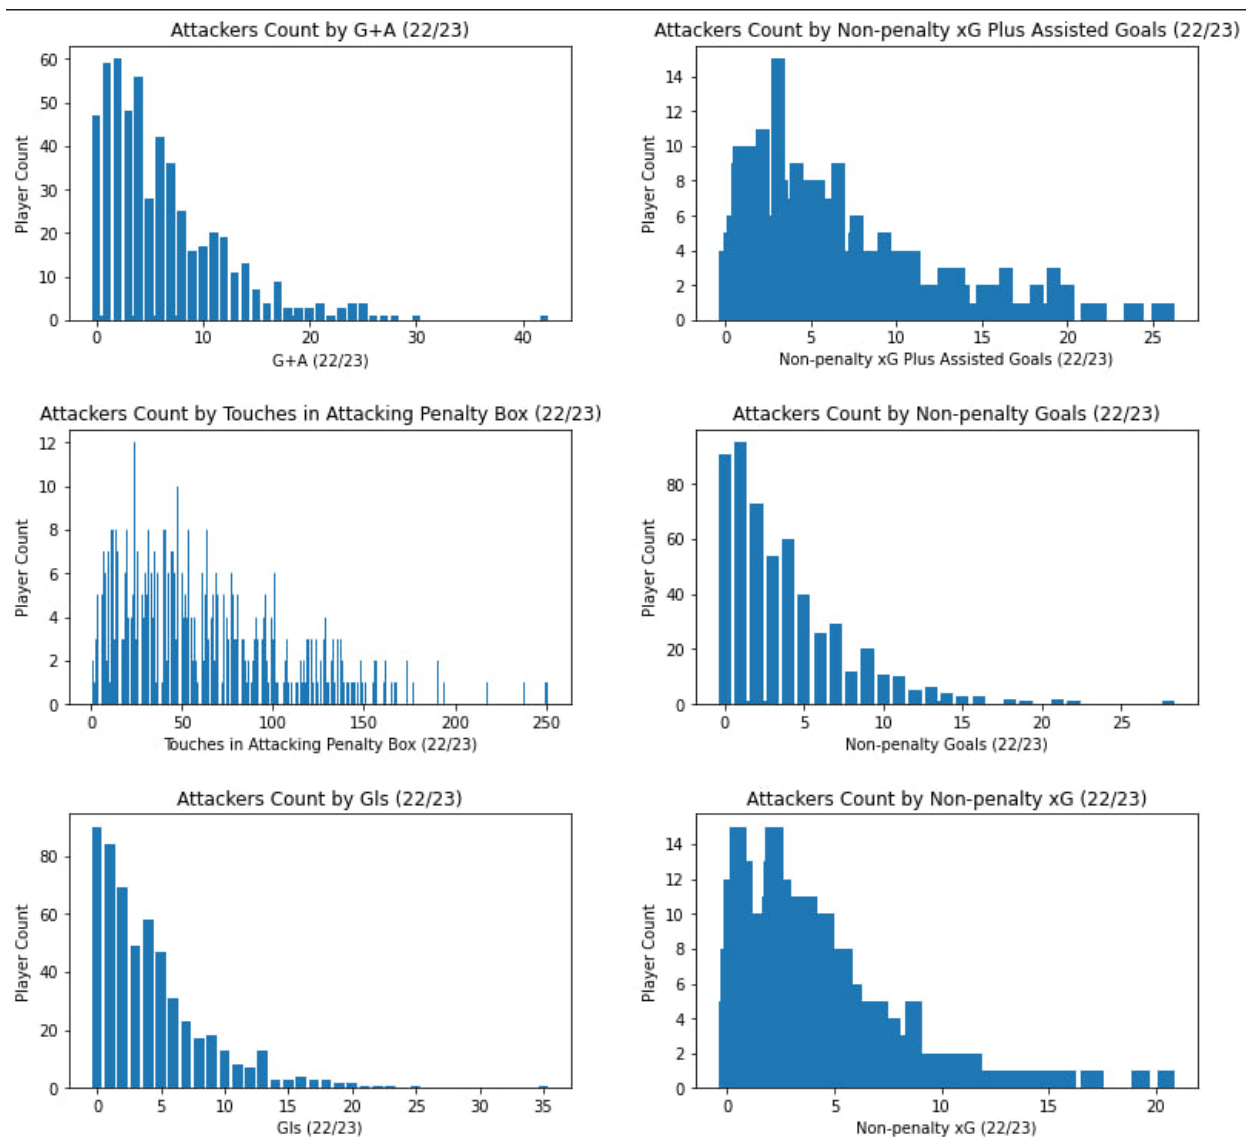 Attackers Count by G+A (22/23)
Player Count
60
50
40
30
20
10
0
0 10 20 30 40
G+A (22/23)
Attackers Count by Non-penalty xG Plus Assisted Goals (22/23)
Player Count
14
12
10
8
6
4
2
0
0 5 10 15 20 25
Non-penalty xG Plus Assisted Goals (22/23)
Attackers Count by Touches in Attacking Penalty Box (22/23)
Player Count
12
10
8
6
4
2
0
0 50 100 150 200 250
Touches in Attacking Penalty Box (22/23)
Attackers Count by Non-penalty Goals (22/23)
Player Count
80
60
40
20
0
0 5 10 15 20 25
Non-penalty Goals (22/23)
Attackers Count by Gls (22/23)
Player Count
80
60
40
20
0
0 5 10 15 20 25 30 35
Gls (22/23)
Attackers Count by Non-penalty xG (22/23)
Player Count
14
12
10
8
6
4
2
0
0 5 10 15 20
Non-penalty xG (22/23)